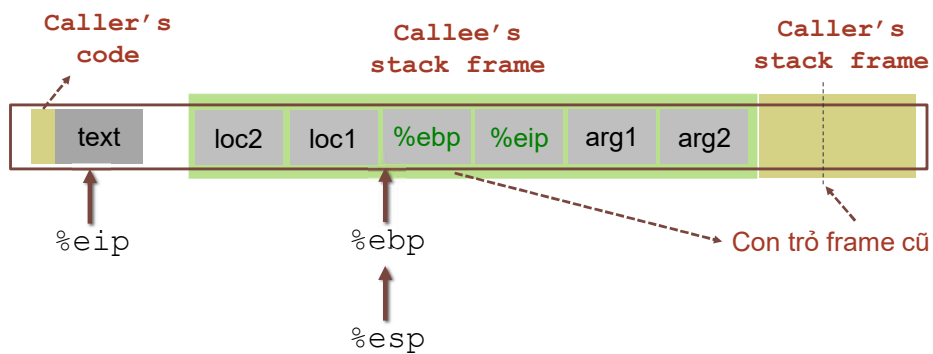 Caller's
code
Callee's
stack frame
Caller's
stack frame
text
loc2 loc1 %ebp %eip arg1 arg2
%eip
%ebp
Con trỏ frame cũ
%esp